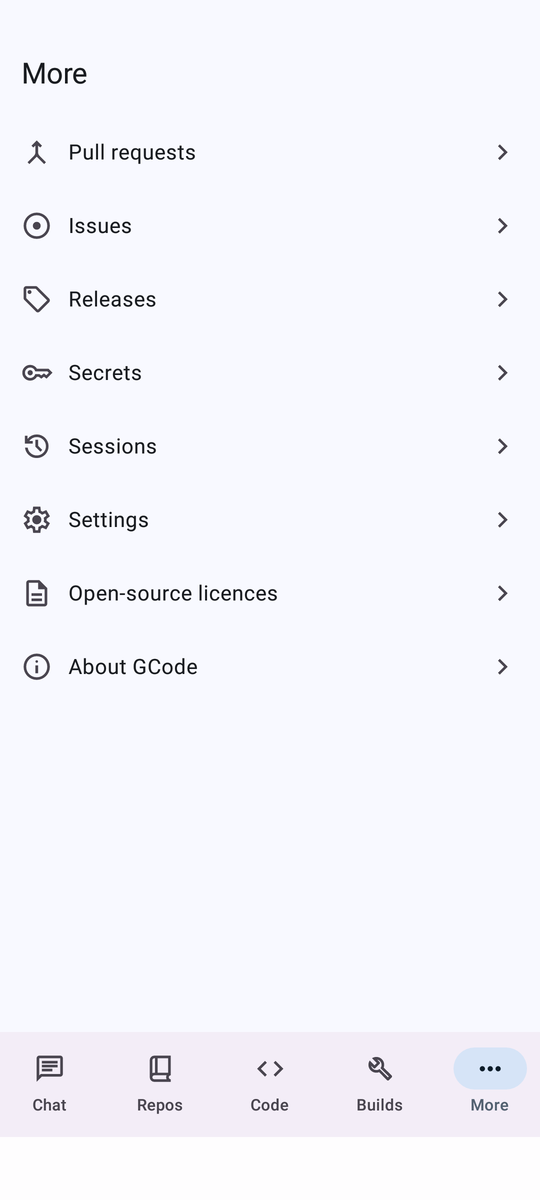 More
Pull requests
Issues
Releases
Secrets
Sessions
Settings
Open-source licences
About GCode
Chat
Repos
Code
Builds
More